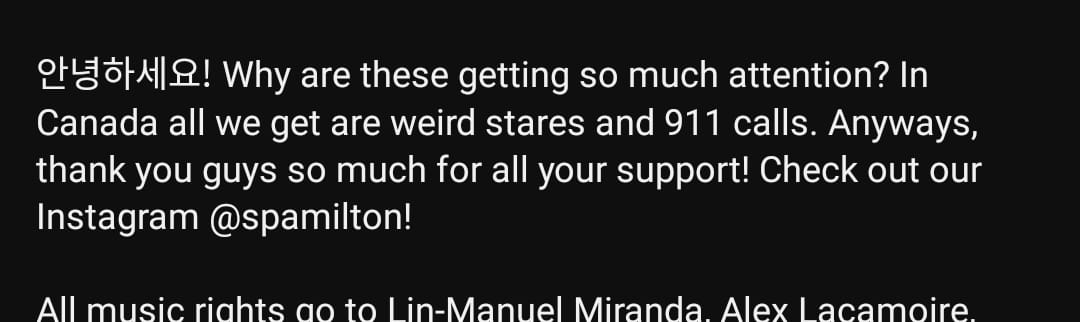 안녕하세요! Why are these getting so much attention? In
Canada all we get are weird stares and 911 calls. Anyways,
thank you guys so much for all your support! Check out our
Instagram @spamilton!
All music rights go to Lin-Manuel Miranda, Alex Lacamoire,